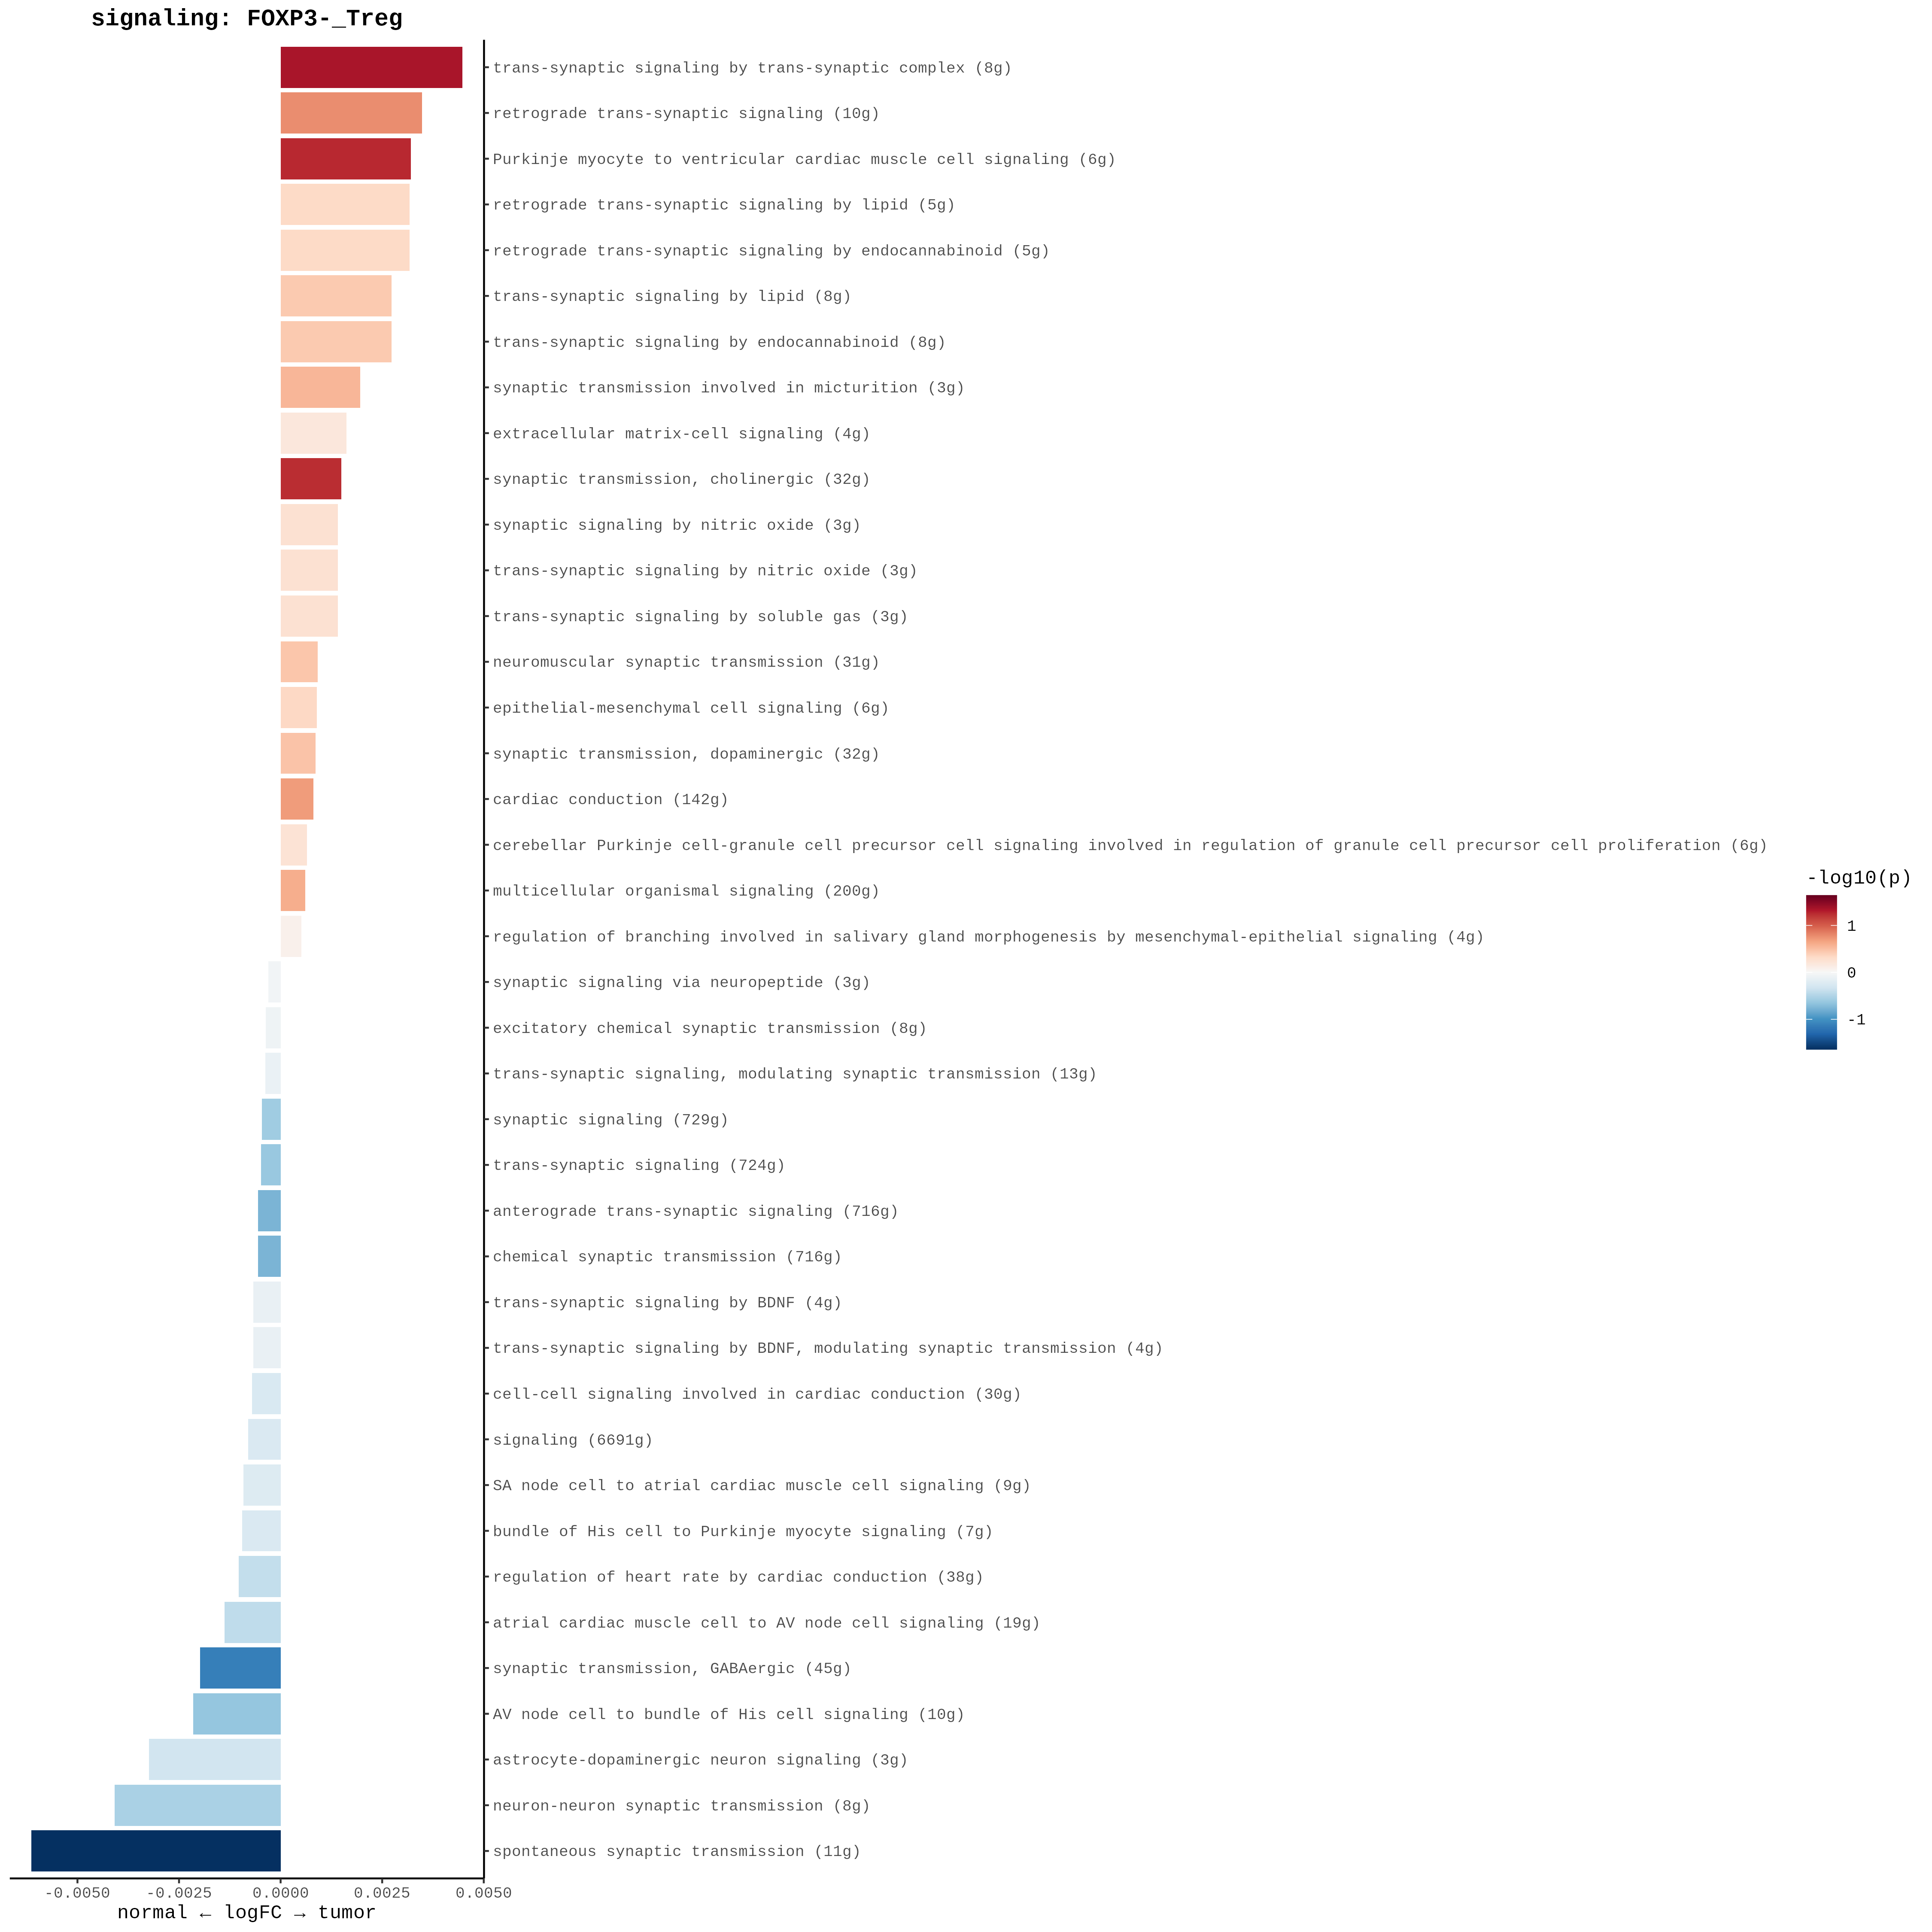 signaling: FOXP3-_Treg
trans-synaptic signaling by trans-synaptic complex (8g)
retrograde trans-synaptic signaling (10g)
Purkinje myocyte to ventricular cardiac muscle cell signaling (6g)
retrograde trans-synaptic signaling by lipid (5g)
retrograde trans-synaptic signaling by endocannabinoid (5g)
trans-synaptic signaling by lipid (8g)
trans-synaptic signaling by endocannabinoid (8g)
synaptic transmission involved in micturition (3g)
extracellular matrix-cell signaling (4g)
synaptic transmission, cholinergic (32g)
synaptic signaling by nitric oxide (3g)
trans-synaptic signaling by nitric oxide (3g)
trans-synaptic signaling by soluble gas (3g)
neuromuscular synaptic transmission (31g)
epithelial-mesenchymal cell signaling (6g)
synaptic transmission, dopaminergic (32g)
cardiac conduction (142g)
cerebellar Purkinje cell-granule cell precursor cell signaling involved in regulation of granule cell precursor cell proliferation (6g)
multicellular organismal signaling (200g)
regulation of branching involved in salivary gland morphogenesis by mesenchymal-epithelial signaling (4g)
synaptic signaling via neuropeptide (3g)
excitatory chemical synaptic transmission (8g)
trans-synaptic signaling, modulating synaptic transmission (13g)
synaptic signaling (729g)
trans-synaptic signaling (724g)
anterograde trans-synaptic signaling (716g)
chemical synaptic transmission (716g)
trans-synaptic signaling by BDNF (4g)
trans-synaptic signaling by BDNF, modulating synaptic transmission (4g)
cell-cell signaling involved in cardiac conduction (30g)
signaling (6691g)
SA node cell to atrial cardiac muscle cell signaling (9g)
bundle of His cell to Purkinje myocyte signaling (7g)
regulation of heart rate by cardiac conduction (38g)
atrial cardiac muscle cell to AV node cell signaling (19g)
synaptic transmission, GABAergic (45g)
AV node cell to bundle of His cell signaling (10g)
astrocyte-dopaminergic neuron signaling (3g)
neuron-neuron synaptic transmission (8g)
spontaneous synaptic transmission (11g)
-0.0050 -0.0025 0.0000 0.0025 0.0050
normal ← logFC → tumor
-log10(p)
1
0
-1